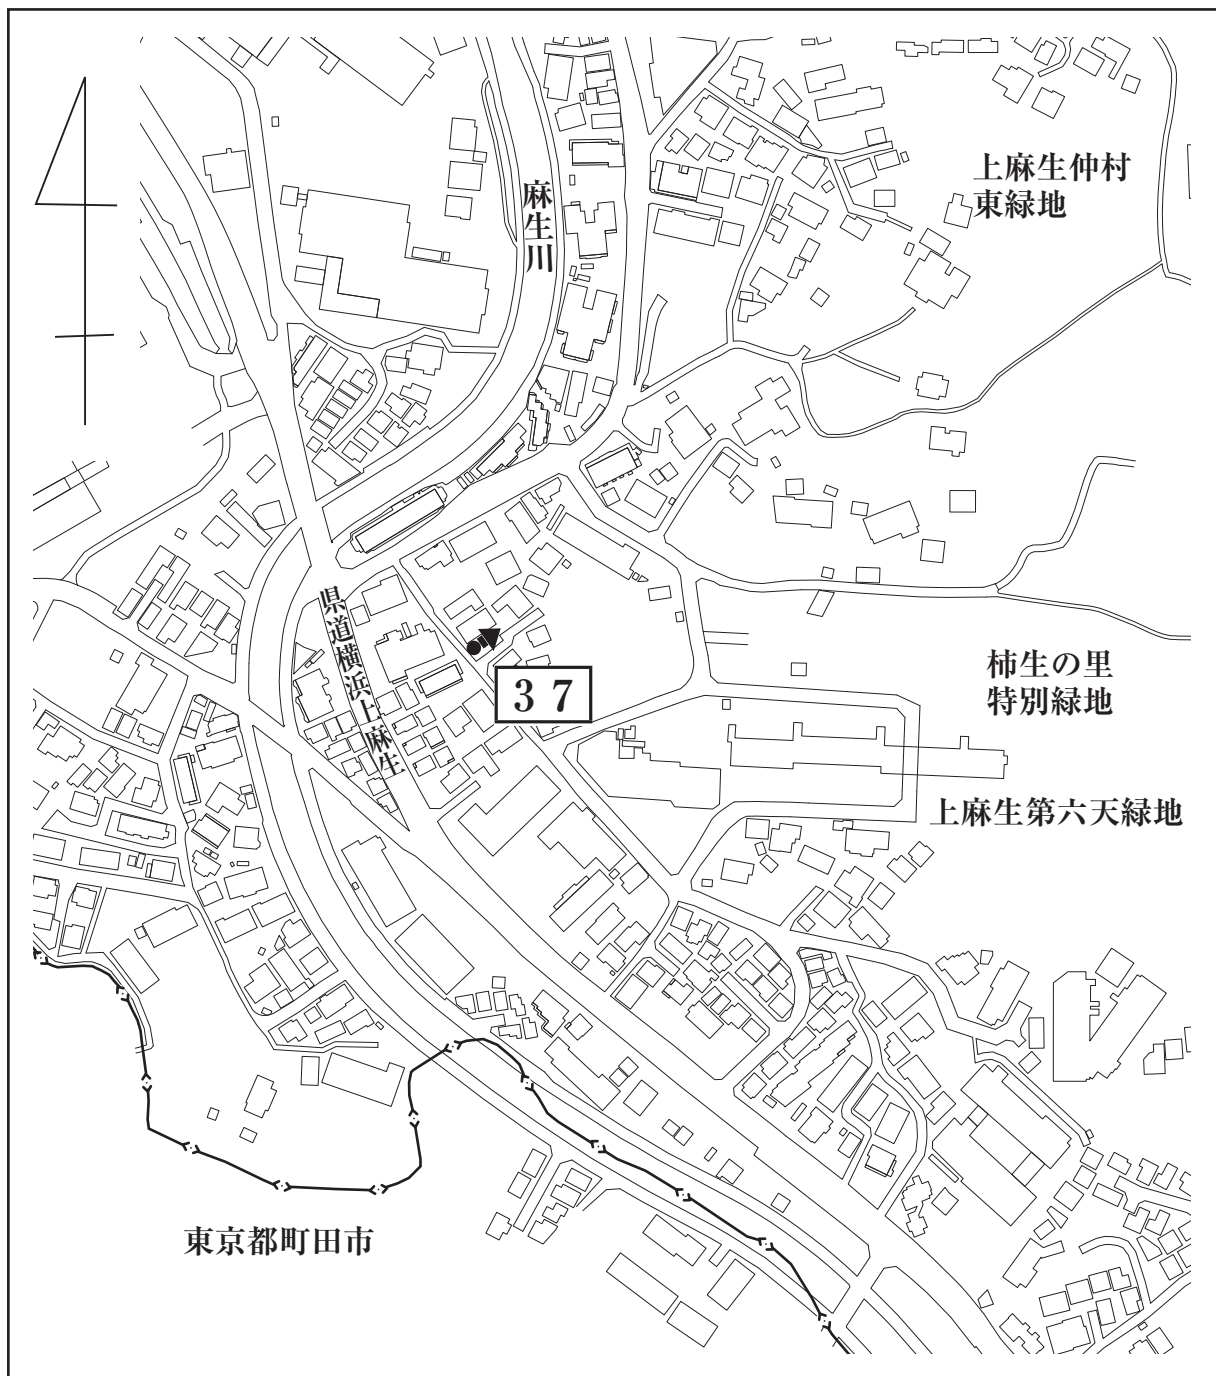 上麻生仲村
東緑地
麻生川
県道横浜上麻生
37
柿生の里
特別緑地
上麻生第六天緑地
東京都町田市